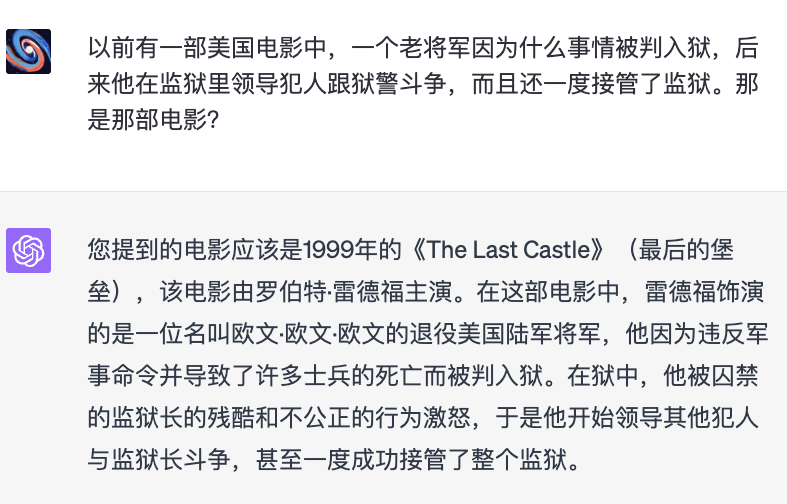 以前有一部美国电影中，一个老将军因为什么事情被判入狱，后
来他在监狱里领导犯人跟狱警斗争，而且还一度接管了监狱。那
是那部电影？
您提到的电影应该是1999年的《The Last Castle》（最后的堡
垒），该电影由罗伯特·雷德福主演。在这部电影中，雷德福饰演
的是一位名叫欧文·欧文·欧文的退役美国陆军将军，他因为违反军
事命令并导致了许多士兵的死亡而被判入狱。在狱中，他被囚禁
的监狱长的残酷和不公正的行为激怒，于是他开始领导其他犯人
与监狱长斗争，甚至一度成功接管了整个监狱。